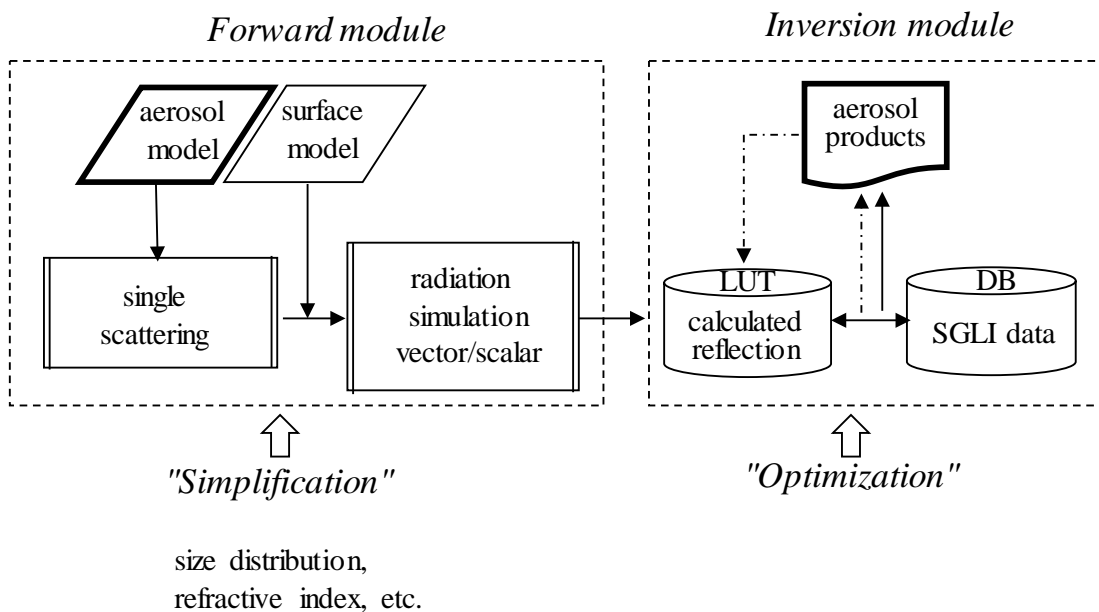 Forward module
Inversion module
aerosol
model
surface
model
single
scattering
radiation
simulation
vector/scalar
aerosol
products
LUT
calculated
reflection
DB
SGLI data
"Simplification"
"Optimization"
size distribution,
refractive index, etc.